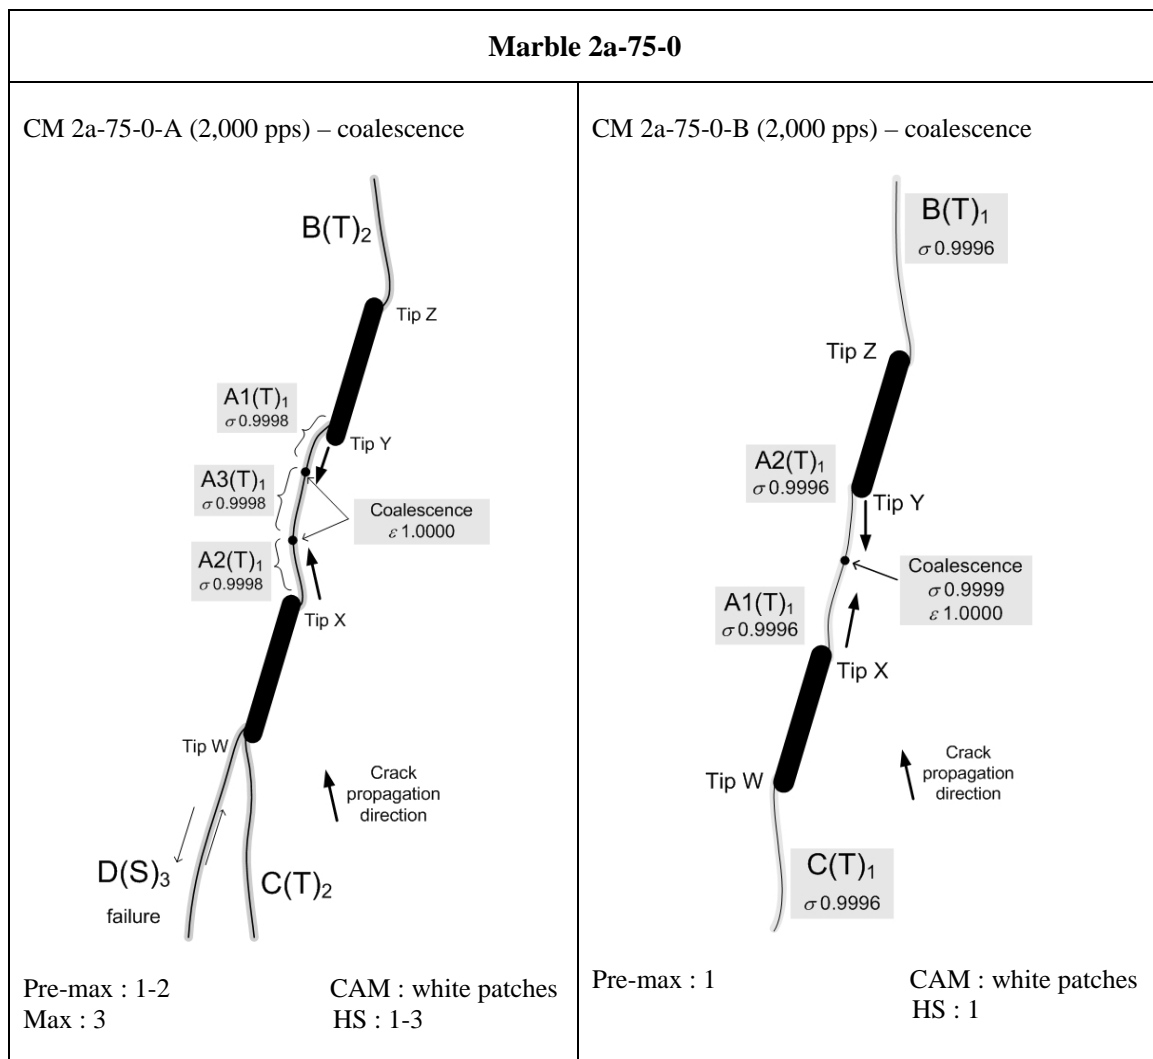 Marble 2a-75-0
CM 2a-75-0-A (2,000 pps) – coalescence
B(T)₂
Tip Z
A1(T)₁
σ 0.9998
Tip Y
A3(T)₁
σ 0.9998
Coalescence
ε 1.0000
A2(T)₁
σ 0.9998
Tip X
Tip W
Crack
propagation
direction
D(S)₃
failure
C(T)₂
Pre-max : 1-2
CAM : white patches
Max : 3
HS : 1-3
CM 2a-75-0-B (2,000 pps) – coalescence
B(T)₁
σ 0.9996
Tip Z
A2(T)₁
σ 0.9996
Tip Y
Coalescence
σ 0.9999
ε 1.0000
A1(T)₁
σ 0.9996
Tip X
Tip W
Crack
propagation
direction
C(T)₁
σ 0.9996
Pre-max : 1
CAM : white patches
HS : 1